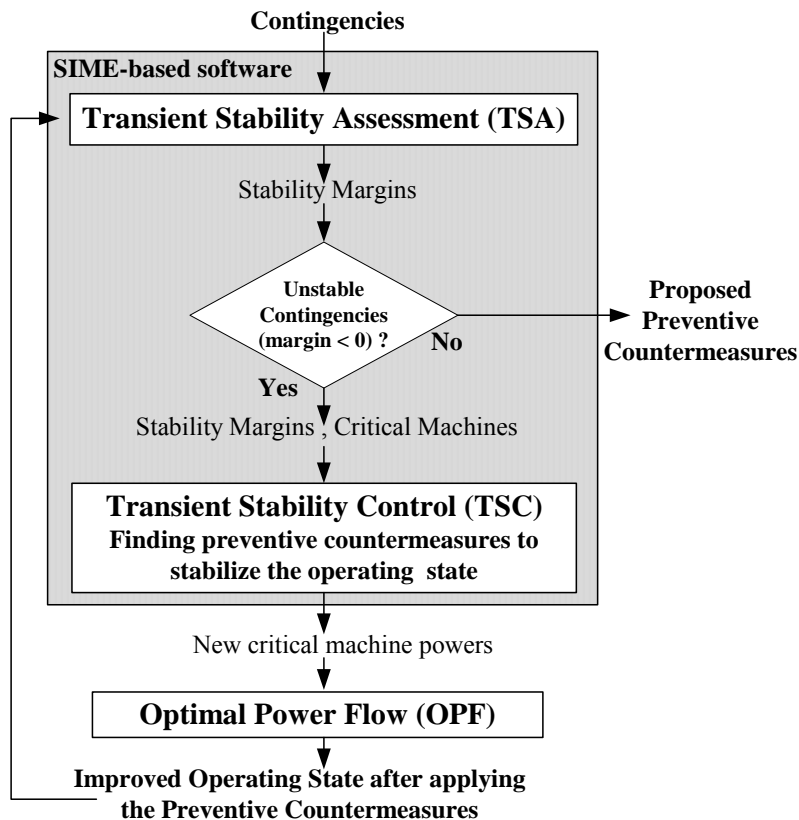 Contingencies
SIME-based software
Transient Stability Assessment (TSA)
Stability Margins
Unstable
Contingencies
(margin < 0) ?
No
Yes
Proposed
Preventive
Countermeasures
Stability Margins , Critical Machines
Transient Stability Control (TSC)
Finding preventive countermeasures to
stabilize the operating state
New critical machine powers
Optimal Power Flow (OPF)
Improved Operating State after applying
the Preventive Countermeasures